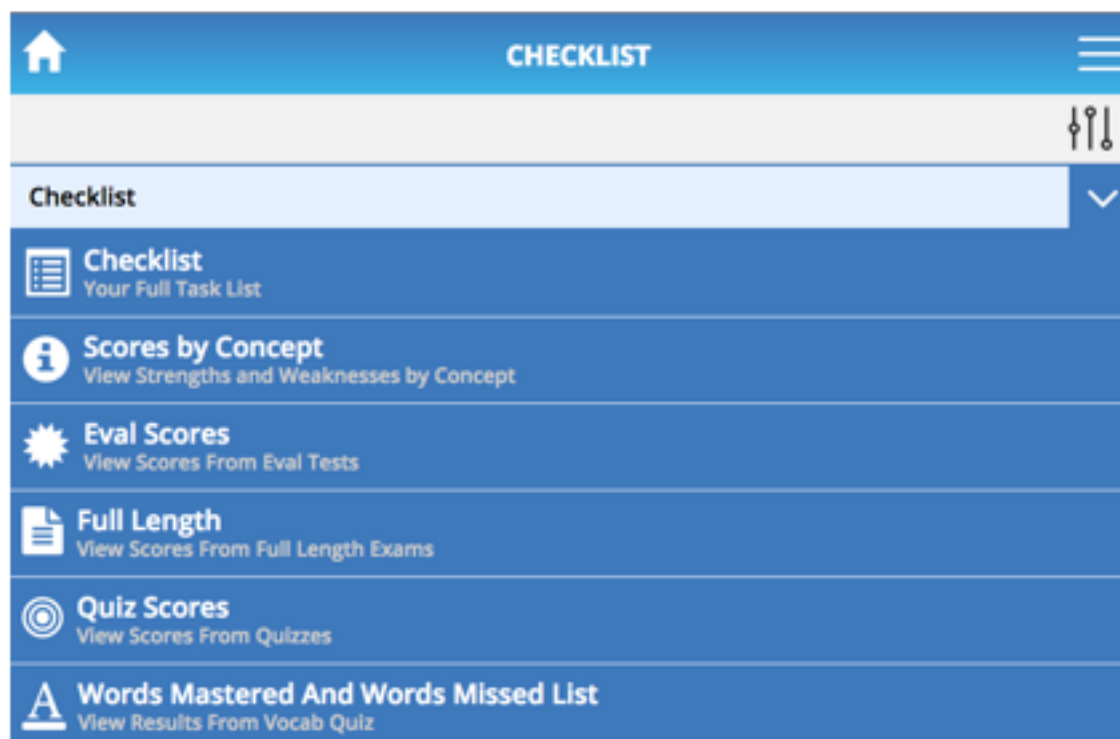 CHECKLIST
Checklist
Checklist
Your Full Task List
Scores by Concept
View Strengths and Weaknesses by Concept
Eval Scores
View Scores From Eval Tests
Full Length
View Scores From Full Length Exams
Quiz Scores
View Scores From Quizzes
A
Words Mastered And Words Missed List
View Results From Vocab Quiz